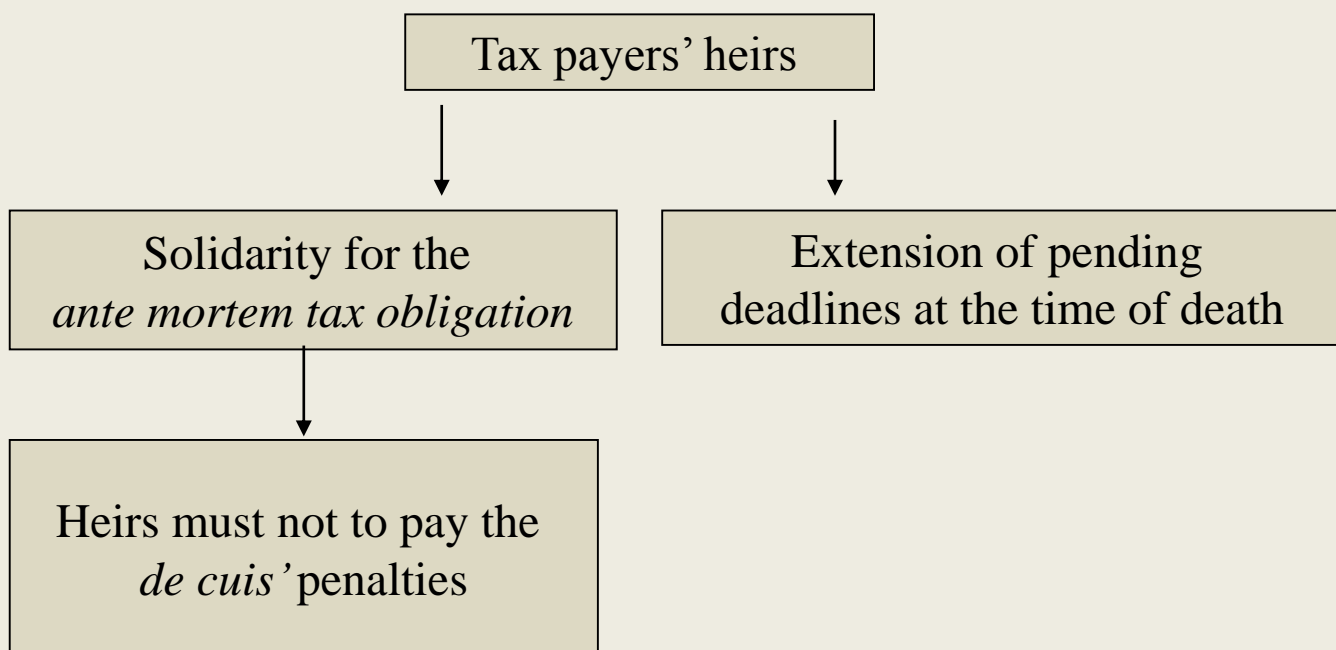 Tax payers’ heirs
Solidarity for the
ante mortem tax obligation
Extension of pending
deadlines at the time of death
Heirs must not to pay the
de cuis’ penalties